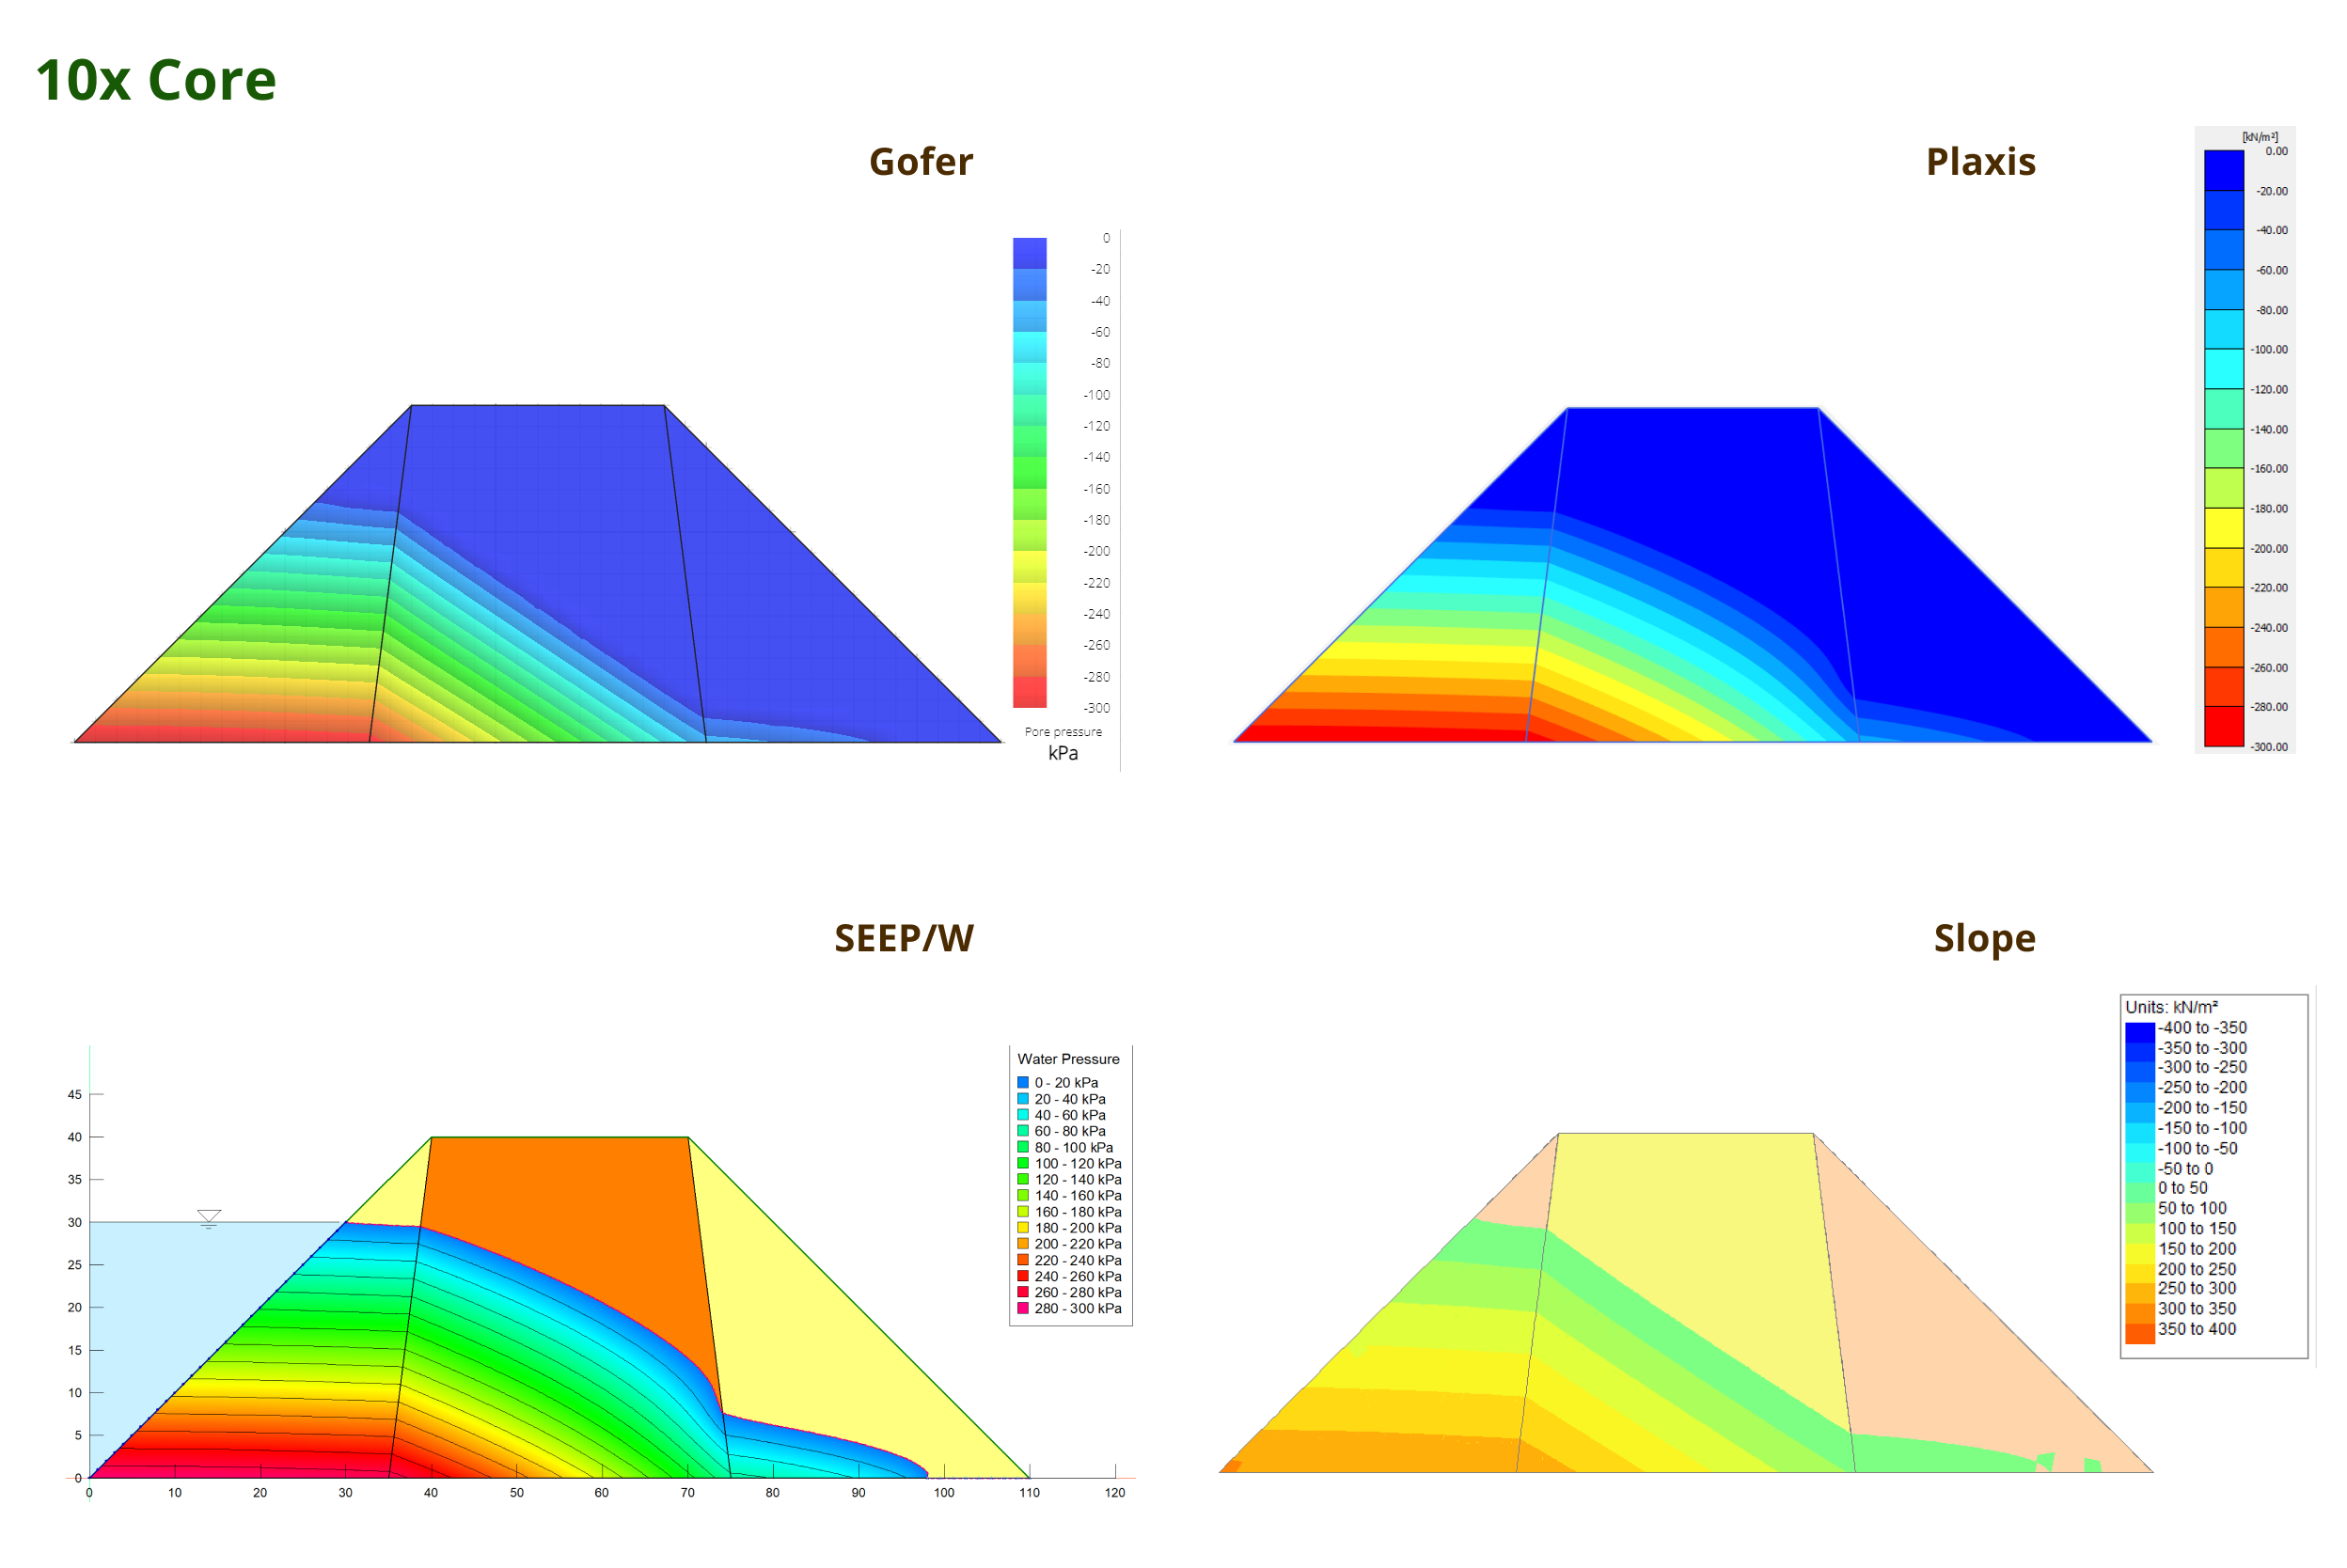 10x Core
Gofer
0
-20
-40
-60
-80
-100
-120
-140
-160
-180
-200
-220
-240
-260
-280
-300
Pore pressure
kPa
Plaxis
[kN/m²]
0.00
-20.00
-40.00
-60.00
-80.00
-100.00
-120.00
-140.00
-160.00
-180.00
-200.00
-220.00
-240.00
-260.00
-280.00
-300.00
SEEP/W
Water Pressure
0 - 20 kPa
20 - 40 kPa
40 - 60 kPa
60 - 80 kPa
80 - 100 kPa
100 - 120 kPa
120 - 140 kPa
140 - 160 kPa
160 - 180 kPa
180 - 200 kPa
200 - 220 kPa
220 - 240 kPa
240 - 260 kPa
260 - 280 kPa
280 - 300 kPa
45
40
35
30
25
20
15
10
5
0
0 10 20 30 40 50 60 70 80 90 100 110 120
Slope
Units: kN/m²
-400 to -350
-350 to -300
-300 to -250
-250 to -200
-200 to -150
-150 to -100
-100 to -50
-50 to 0
0 to 50
50 to 100
100 to 150
150 to 200
200 to 250
250 to 300
300 to 350
350 to 400